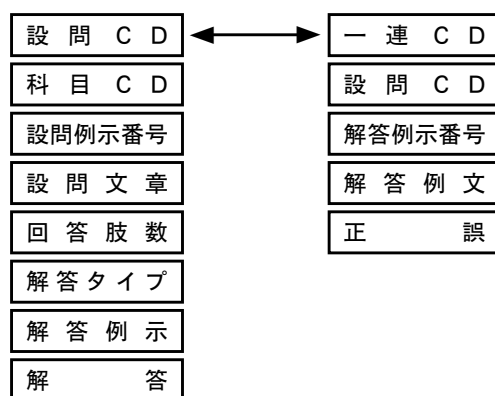 設問CD
科目CD
設問例示番号
設問文章
回答肢数
解答タイプ
解答例示
解答
一連CD
設問CD
解答例示番号
解答例文
正誤